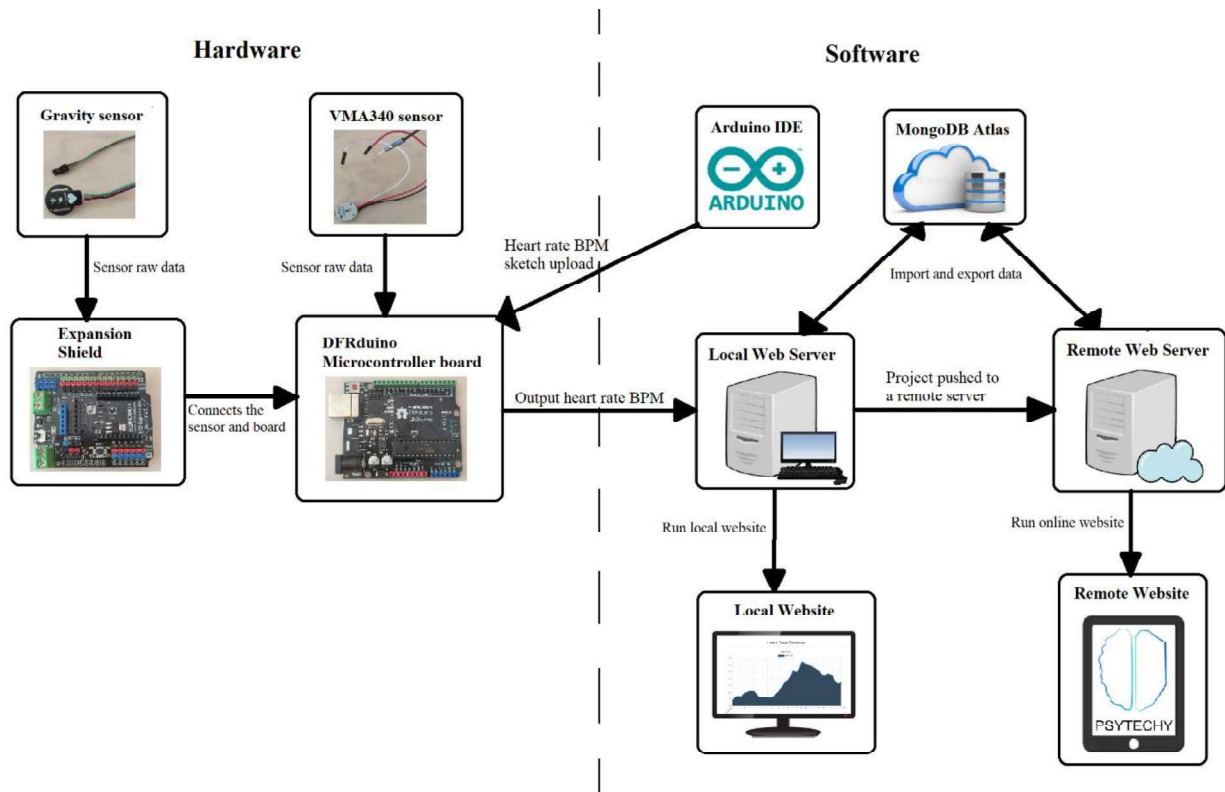 Hardware
Software
Gravity sensor
VMA340 sensor
Arduino IDE
ARDUINO
MongoDB Atlas
Sensor raw data
Sensor raw data
Heart rate BPM
sketch upload
Import and export data
Expansion
Shield
DFRduino
Microcontroller board
Local Web Server
Remote Web Server
Connects the
sensor and board
Output heart rate BPM
Project pushed to
a remote server
Run local website
Run online website
Local Website
Remote Website
PSYTECHY